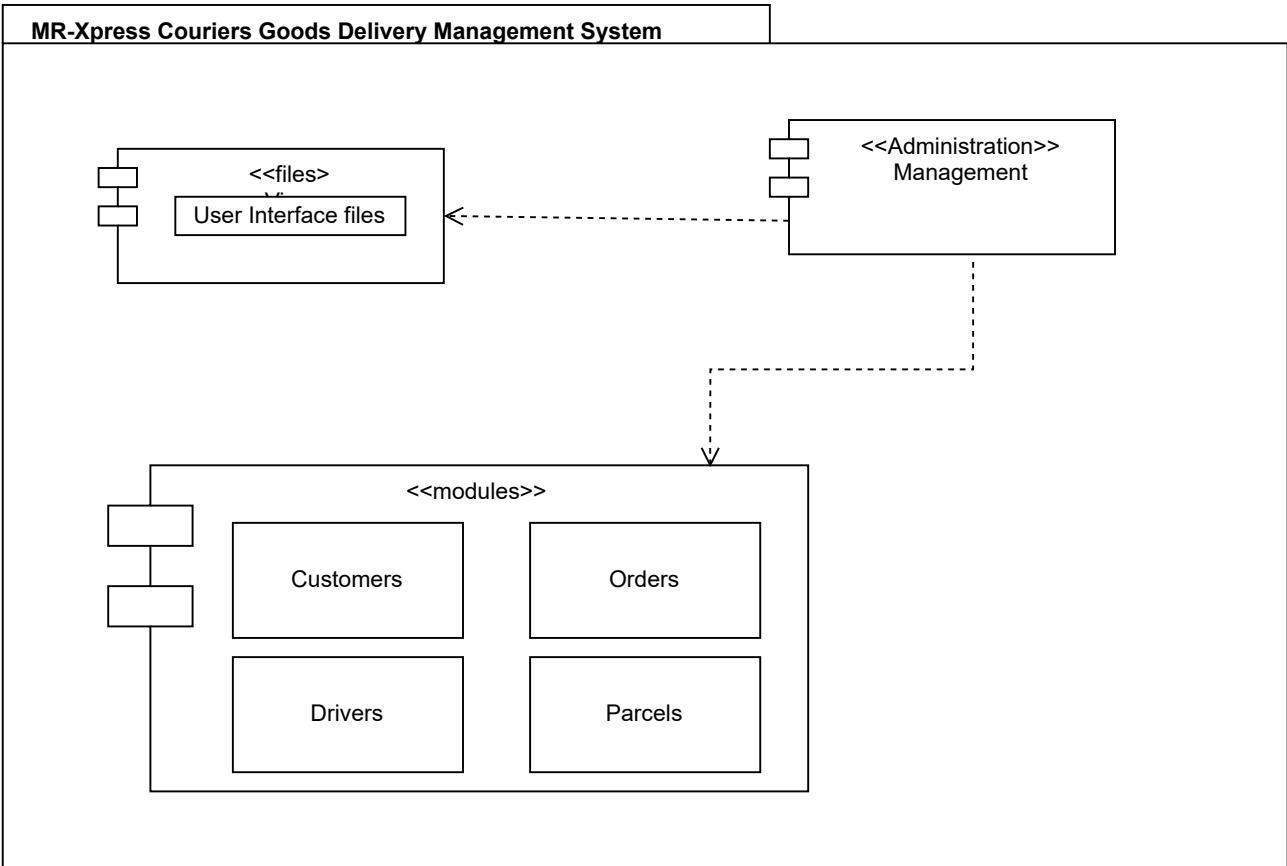 MR-Xpress Couriers Goods Delivery Management System
<<files>
User Interface files
<<Administration>>
Management
<<modules>>
Customers
Orders
Drivers
Parcels